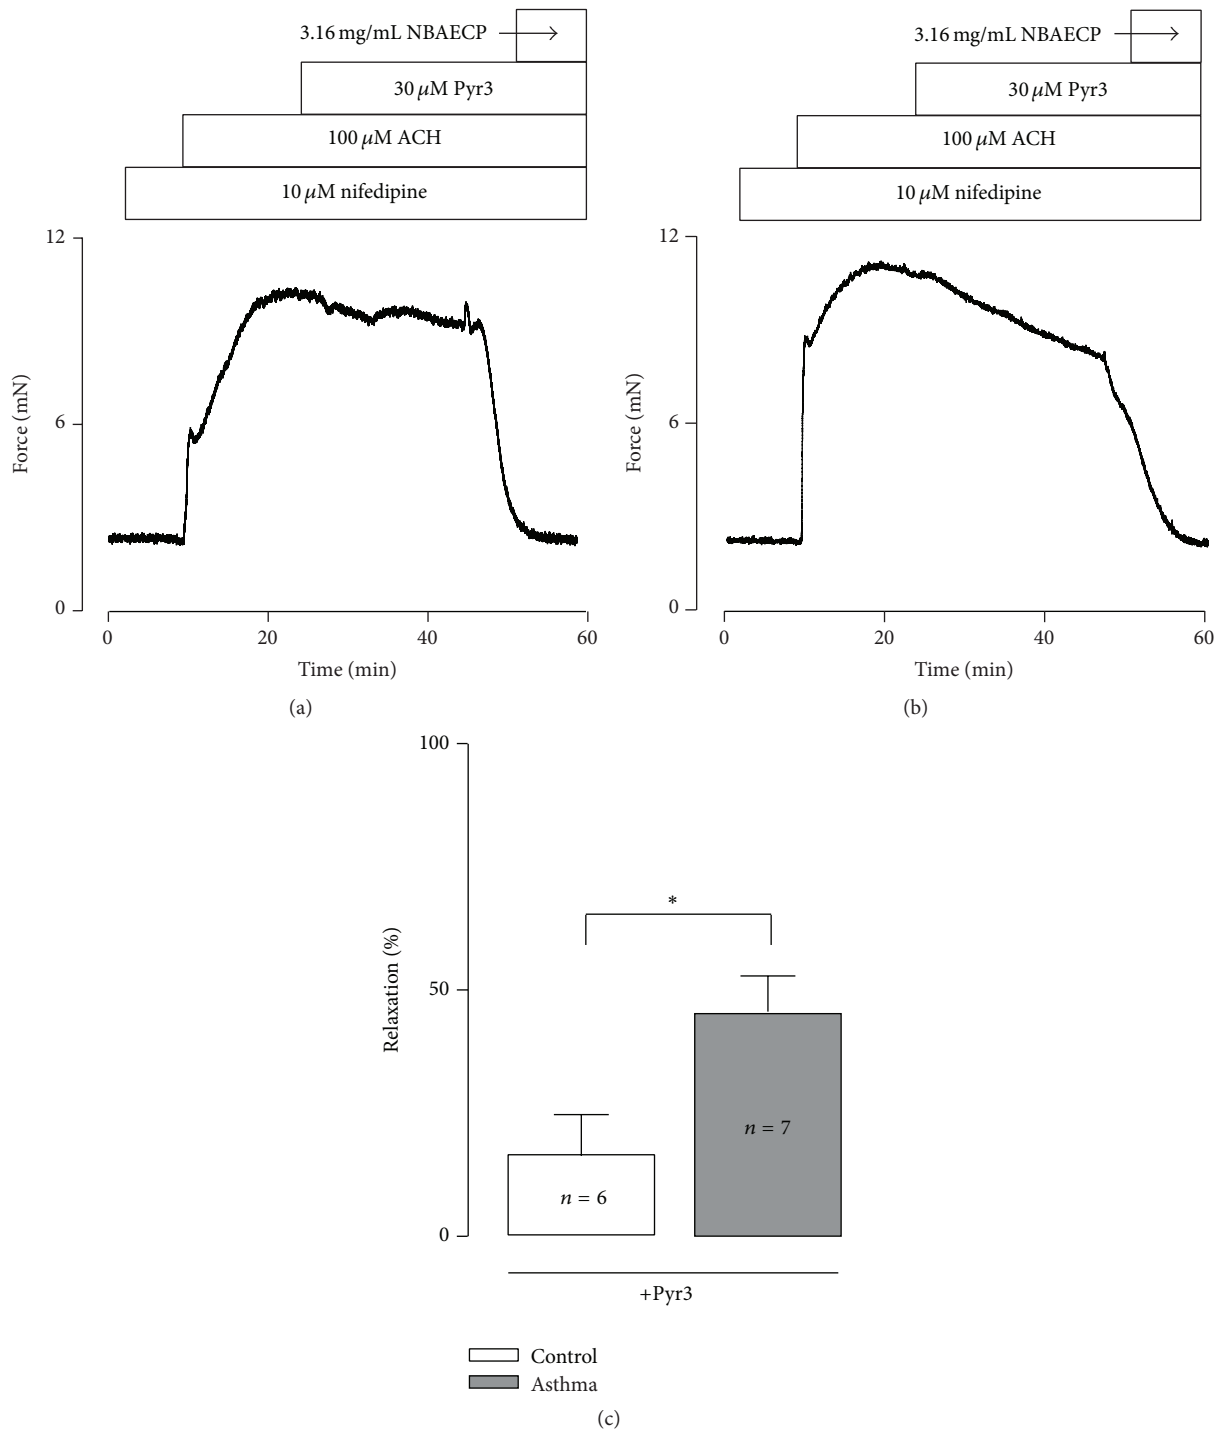 3.16 mg/mL NBAECP
30 μM Pyr3
100 μM ACH
10 μM nifedipine
12
6
0
Force (mN)
0 20 40 60
Time (min)
(a)
3.16 mg/mL NBAECP
30 μM Pyr3
100 μM ACH
10 μM nifedipine
12
6
0
Force (mN)
0 20 40 60
Time (min)
(b)
100
50
0
Relaxation (%)
*
n = 6
n = 7
+Pyr3
Control
Asthma
(c)